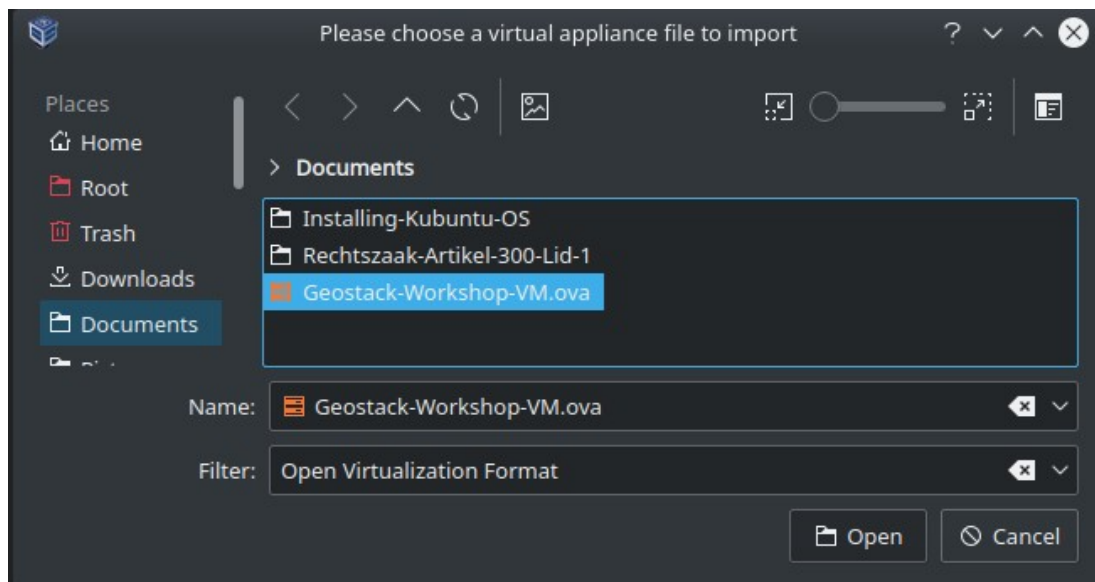 Please choose a virtual appliance file to import
Places
Home
Root
Trash
Downloads
Documents
> Documents
Installing-Kubuntu-OS
Rechtszaak-Artikel-300-Lid-1
Geostack-Workshop-VM.ova
Name: Geostack-Workshop-VM.ova
Filter: Open Virtualization Format
Open Cancel